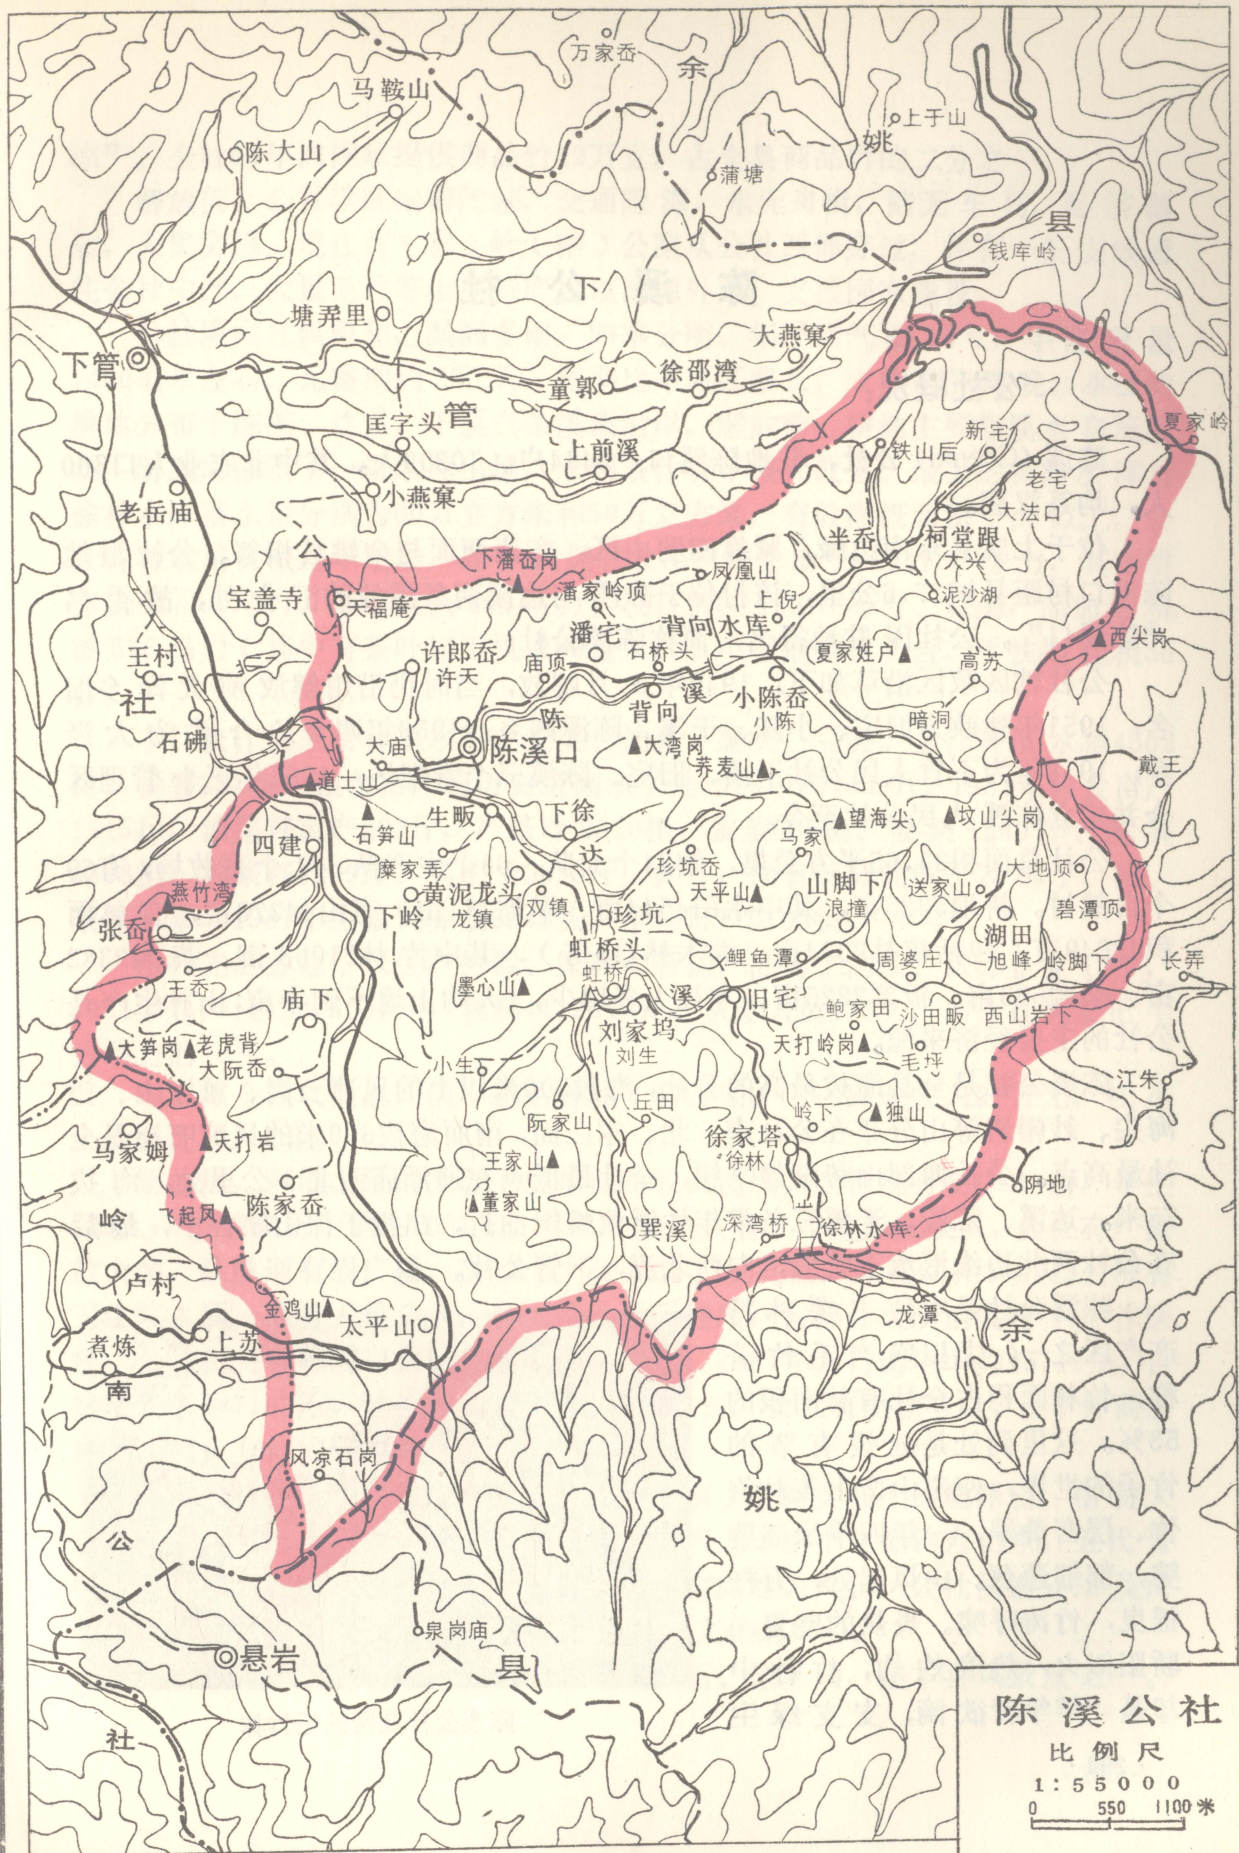 万家岙
余
马鞍山
上于山
姚
陈大山
蒲塘
县
钱库岭
下
塘弄里
大燕窠
下管
徐邵湾
童郭
管
匡字头
夏家岭
新宅
铁山后
上前溪
老宅
小燕窠
老岳庙
大法口
祠堂跟
半岙
公
大兴
下潘岙岗
凤凰山
潘家岭顶
泥沙湖
宝盖寺
天福庵
上倪
背向水库
潘宅
西尖岗
王村
许郎岙
石桥头
夏家姓户
庙顶
高苏
许天
社
溪
小陈岙
背向
陈
小陈
暗洞
石砩
大庙
陈溪口
大湾岗
荞麦山
戴王
道士山
生畈
下徐
望海尖
坟山尖岗
石笋山
马家
四建
达
糜家弄
珍坑岙
大地顶
燕竹湾
黄泥龙头
天平山
山脚下
送家山
下岭
龙镇
双镇
珍坑
浪撞
碧潭顶
张岙
湖田
虹桥头
鲤鱼潭
周婆庄
旭峰
岭脚下
长弄
虹桥
王岙
墨心山
溪
旧宅
庙下
鲍家田
沙田畈
西山岩下
刘家坞
大笋岗
老虎背
天打岭岗
刘生
小生
毛坪
大阮岙
江朱
八丘田
阮家山
岭下
独山
马家姆
天打岩
徐家塔
王家山
徐林
阴地
陈家岙
董家山
岭
飞起风
巽溪
深湾桥
徐林水库
卢村
金鸡山
太平山
龙潭
上苏
余
煮炼
南
风凉石岗
姚
公
泉岗庙
悬岩
县
社
陈溪公社
比例尺
1:55000
0 550 1100米